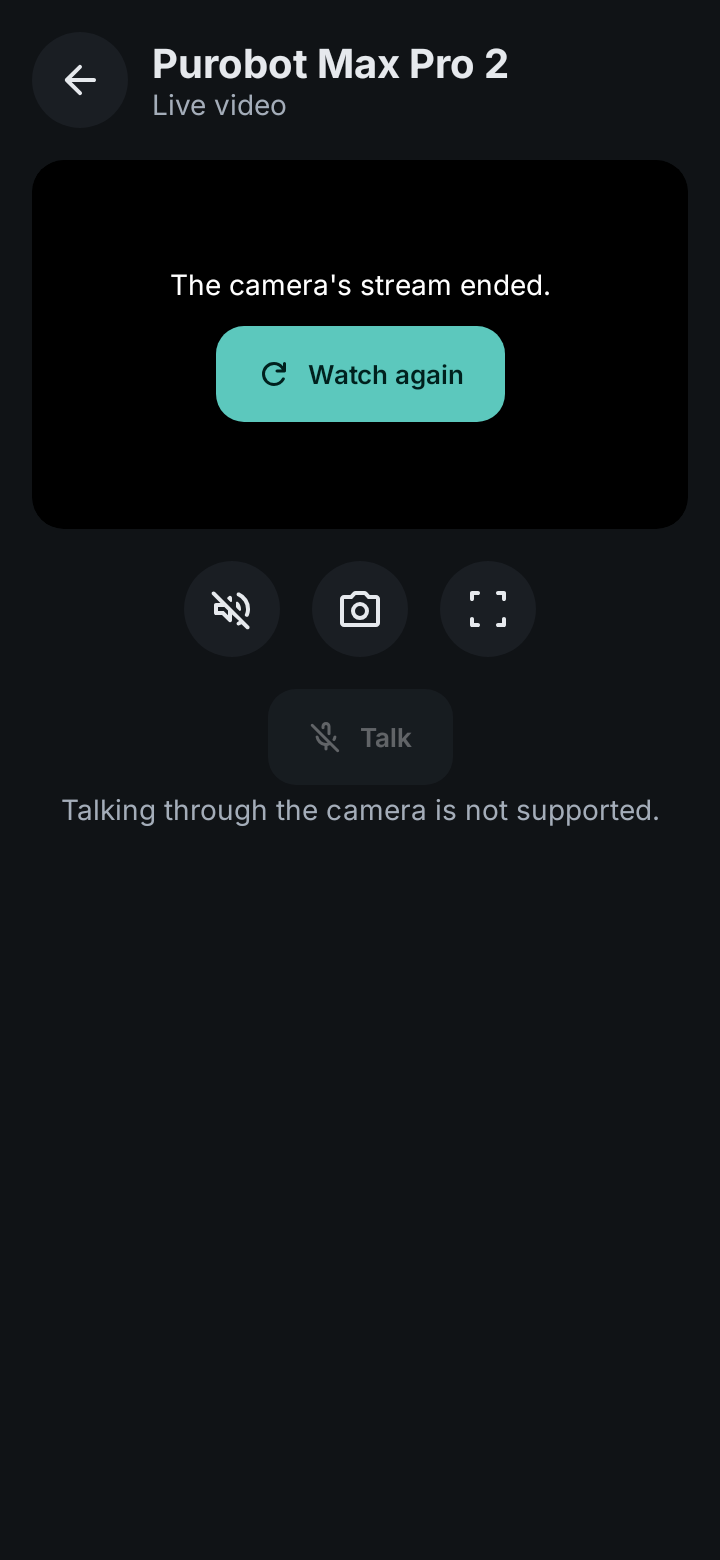 Purobot Max Pro 2
Live video
The camera's stream ended.
Watch again
Talk
Talking through the camera is not supported.